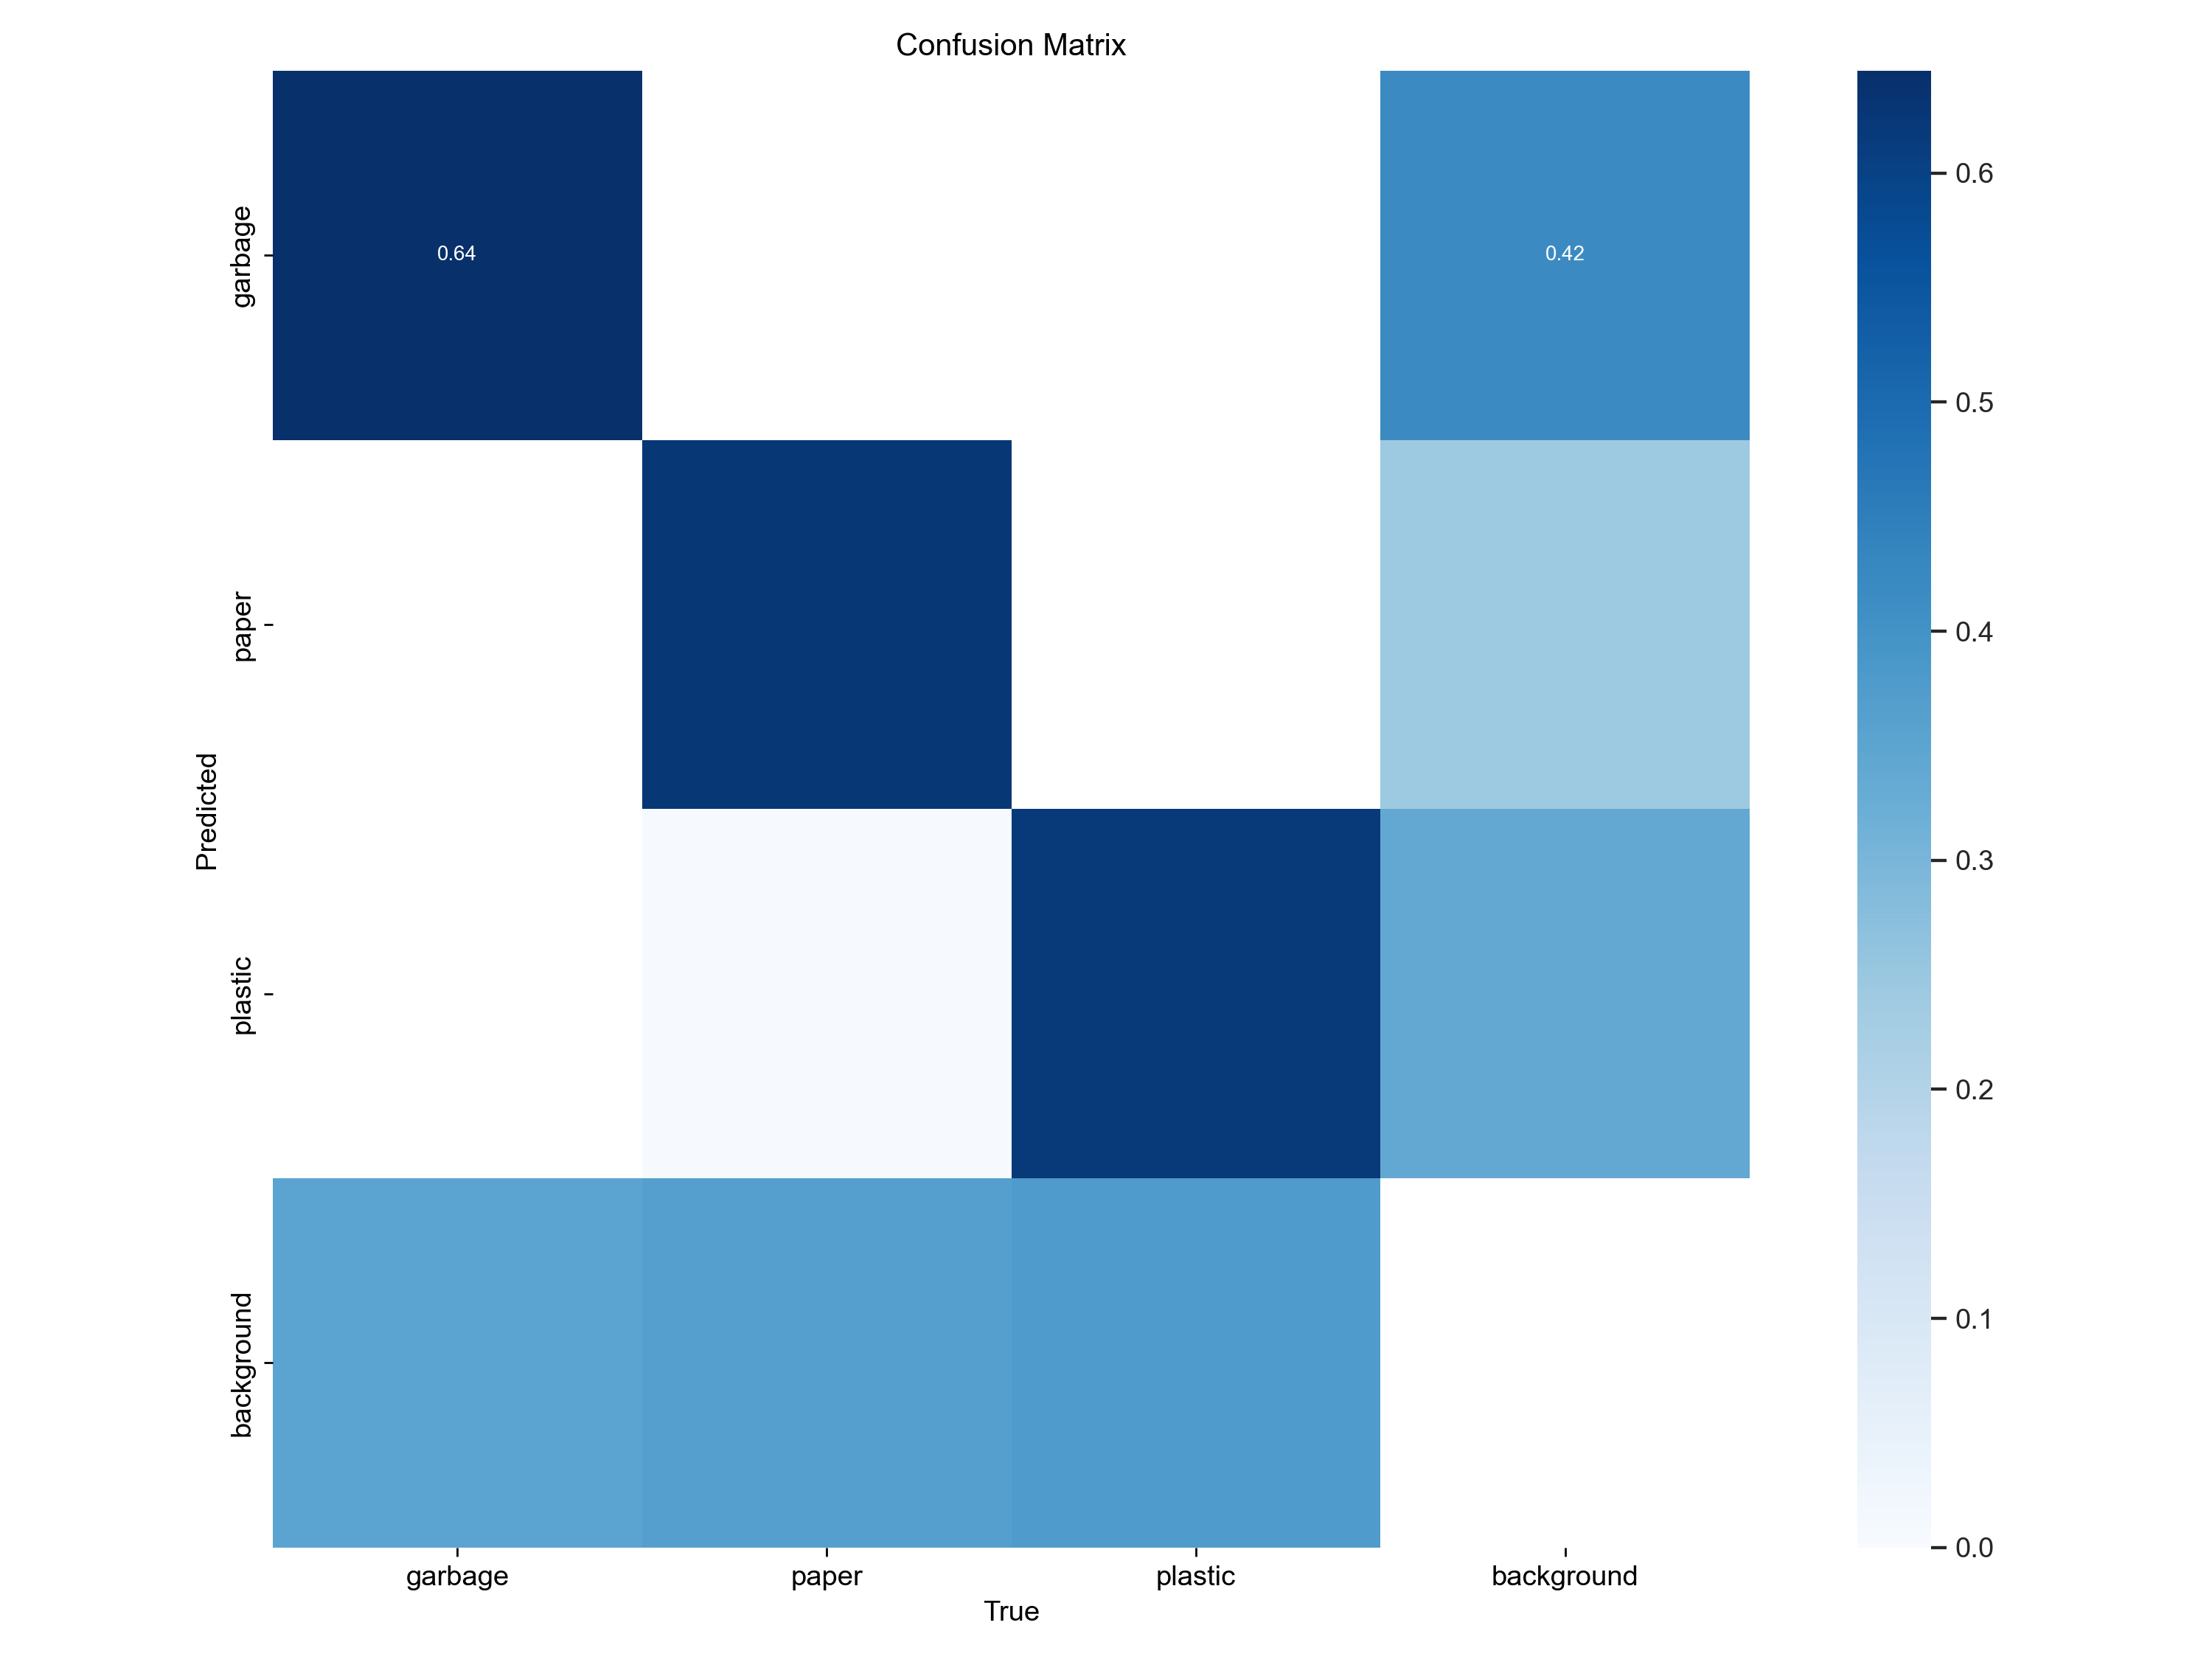 Confusion Matrix
garbage
paper
plastic
background
Predicted
0.64
0.42
garbage
paper
plastic
background
True
0.6
0.5
0.4
0.3
0.2
0.1
0.0